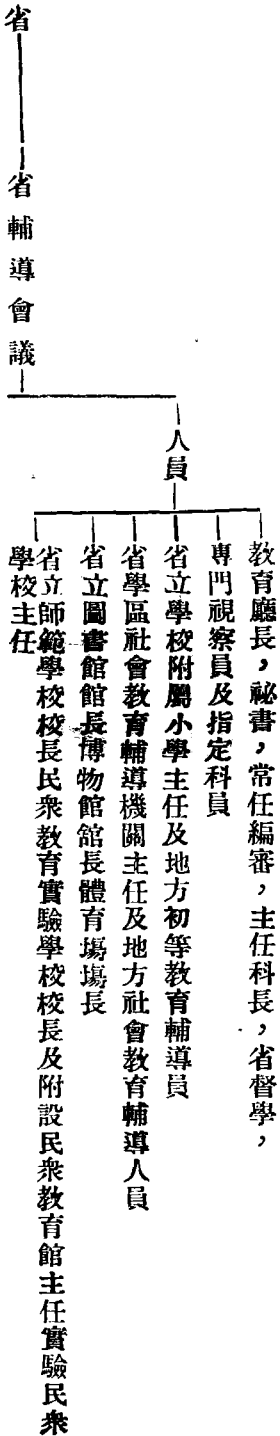 省
省輔導會議
人員
教育廳長，祕書，常任編審，主任科長，省督學，
專門視察員及指定科員
省立學校附屬小學主任及地方初等教育輔導員
省學區社會教育輔導機關主任及地方社會教育輔導人員
省立圖書館館長博物館舘長體育塲塲長
省立師範學校校長民衆教育實驗學校校長及附設民衆教育館主任實驗民衆
學校主任